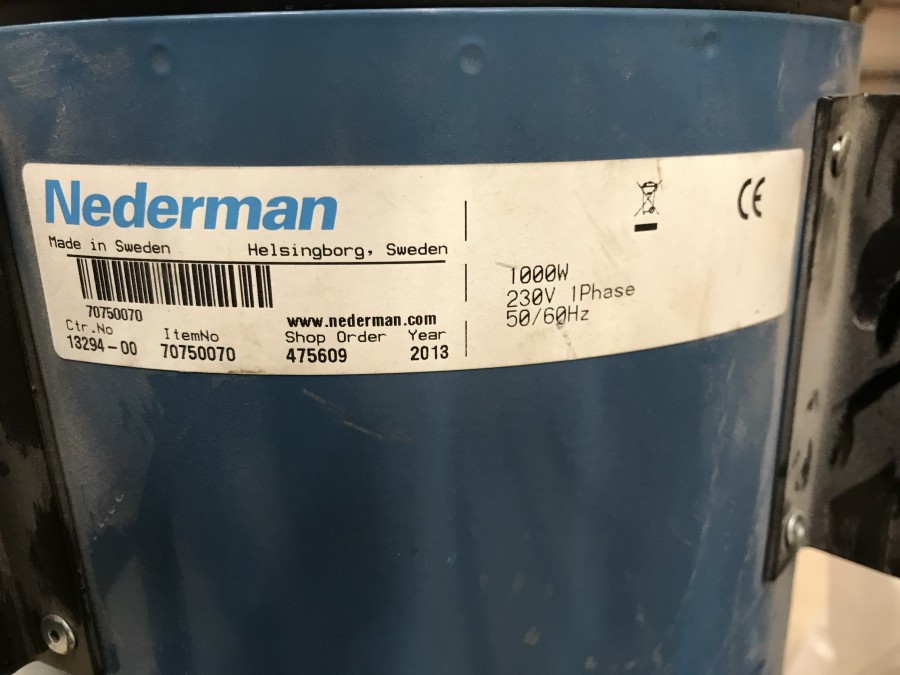 Nederman
Made in Sweden Helsingborg, Sweden
70750070
www.nederman.com
Ctr.No ItemNo Shop Order Year
13294-00 70750070 475609 2013
CE
1000W
230V 1Phase
50/60Hz